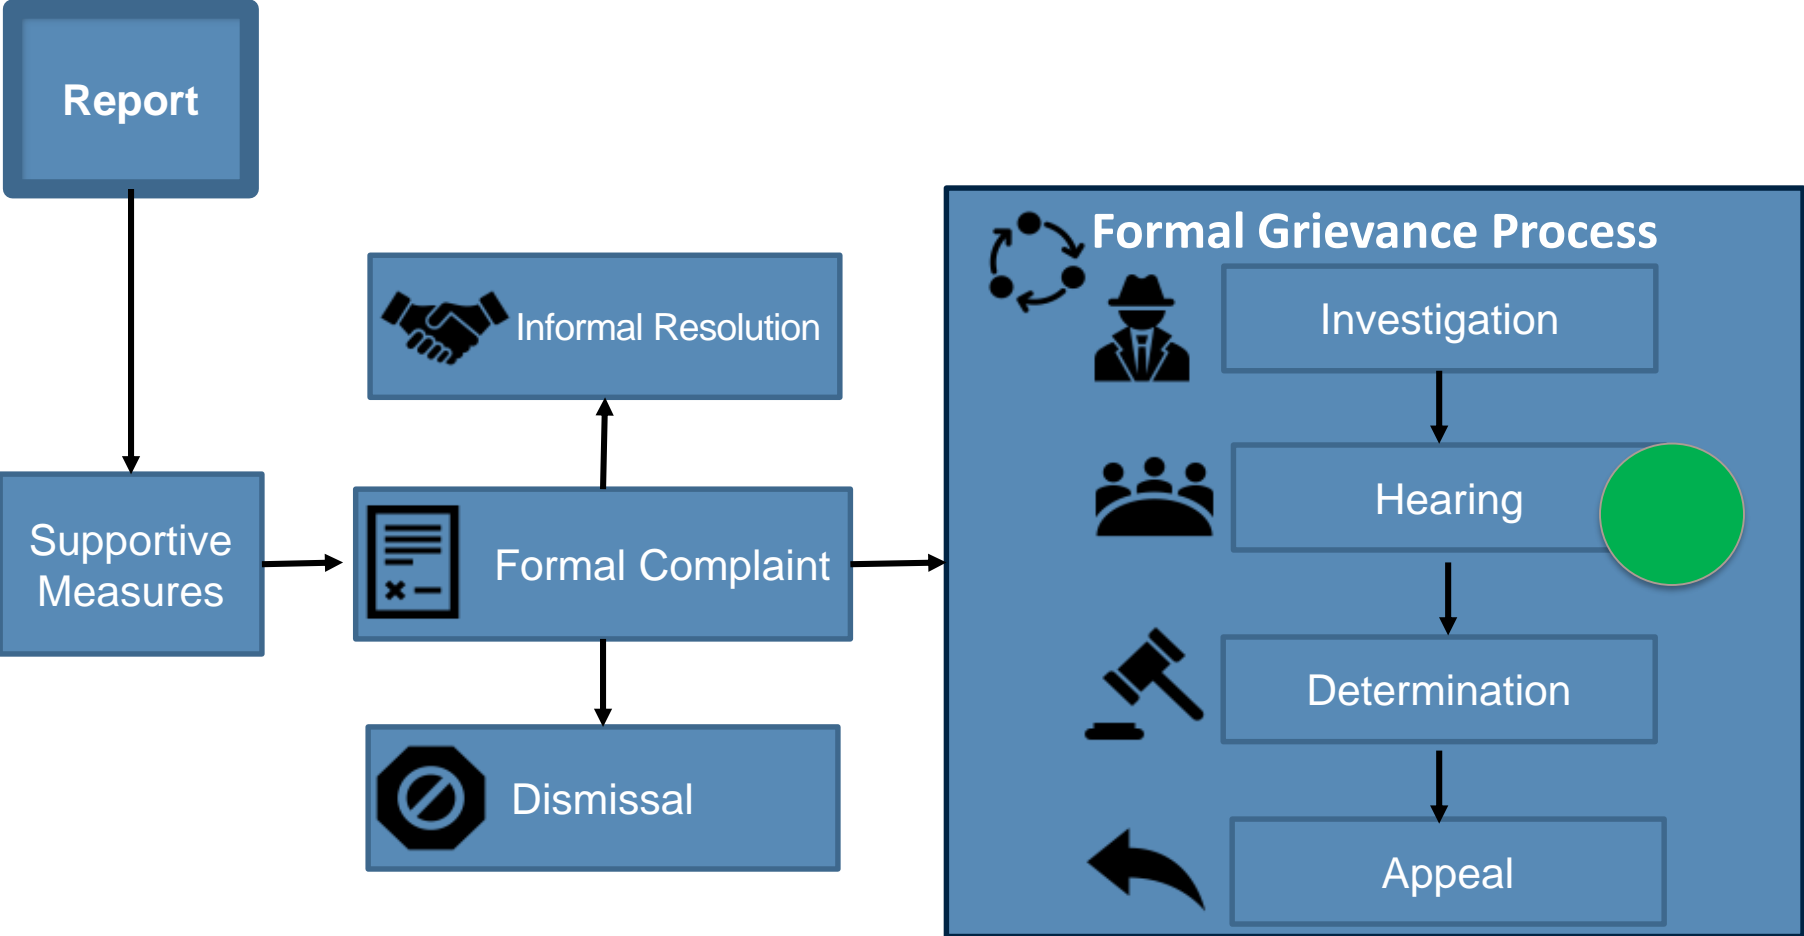 Report
Supportive
Measures
Informal Resolution
Formal Complaint
Dismissal
Formal Grievance Process
Investigation
Hearing
Determination
Appeal